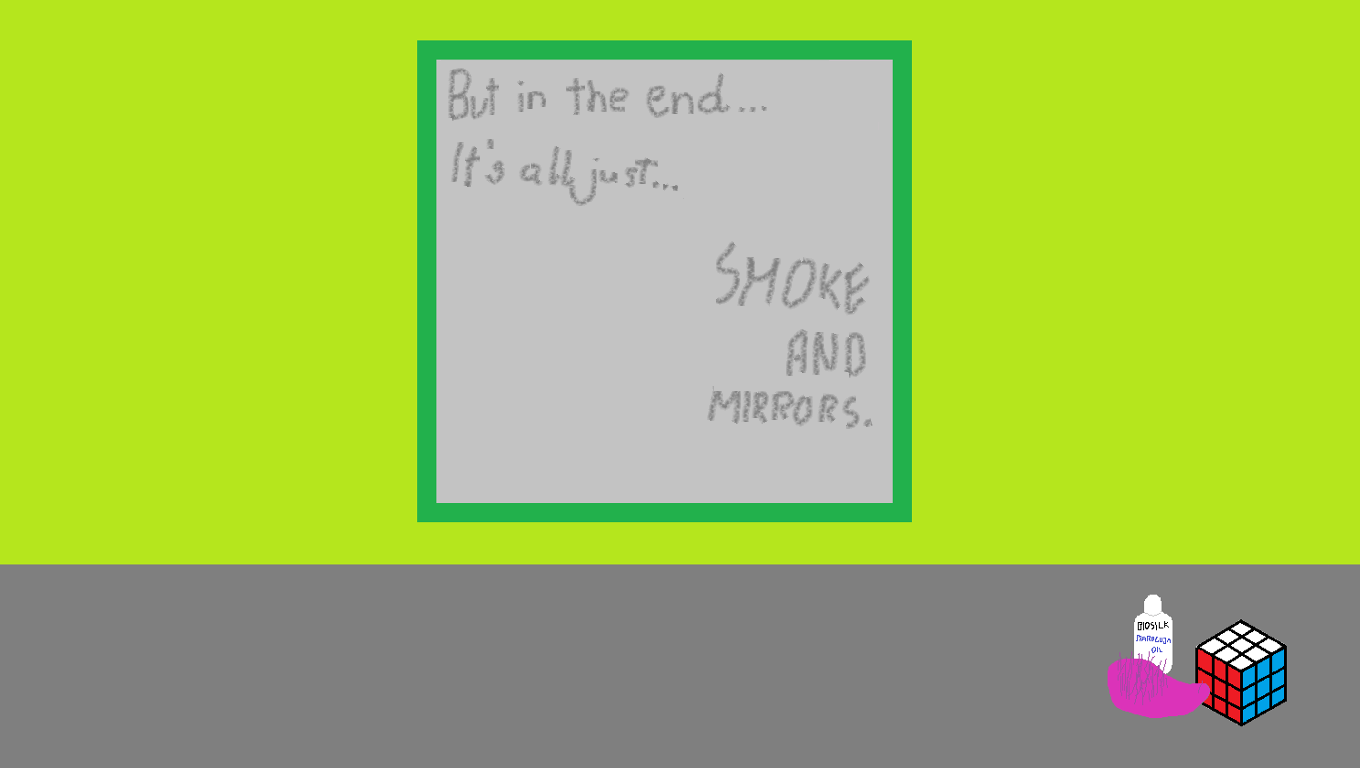 But in the end...
It's all just...
SMOKE
AND
MIRRORS.
BIOSILK
OIL